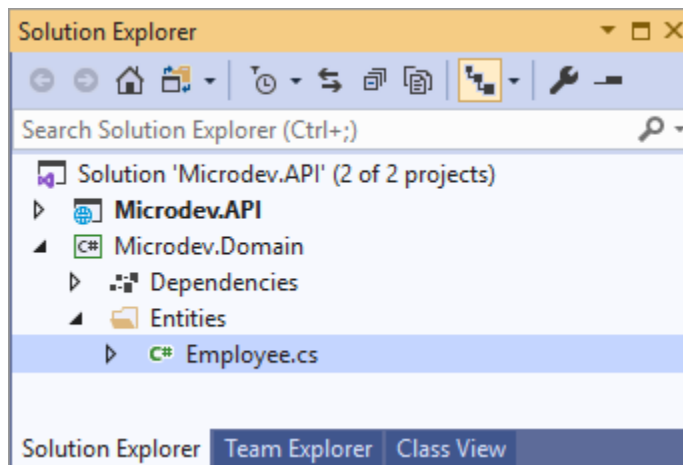 Solution Explorer
Search Solution Explorer (Ctrl+;)
Solution 'Microdev.API' (2 of 2 projects)
Microdev.API
C# Microdev.Domain
Dependencies
Entities
C# Employee.cs
Solution Explorer Team Explorer Class View